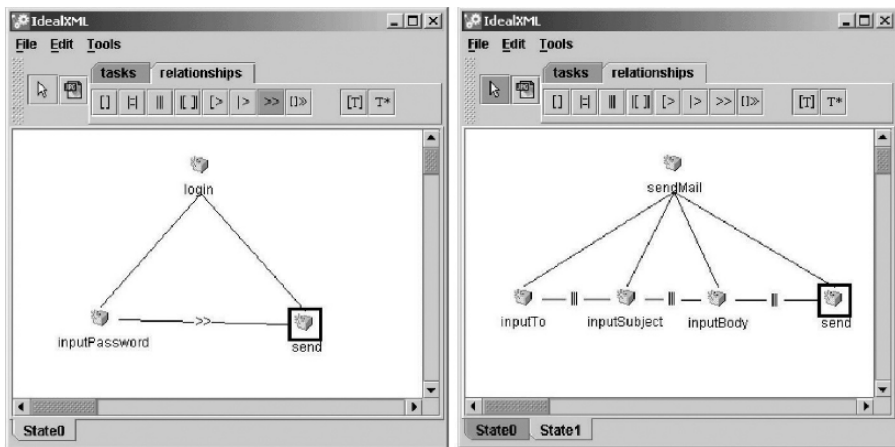 IdealXML
File Edit Tools
tasks relationships
[] |=| ||| |[]| [> |> >> []>> [T] T*
login
>>
inputPassword
send
State0
IdealXML
File Edit Tools
tasks relationships
[] |=| ||| |[]| [> |> >> []>> [T] T*
sendMail
||| ||| |||
inputTo inputSubject inputBody send
State0 State1